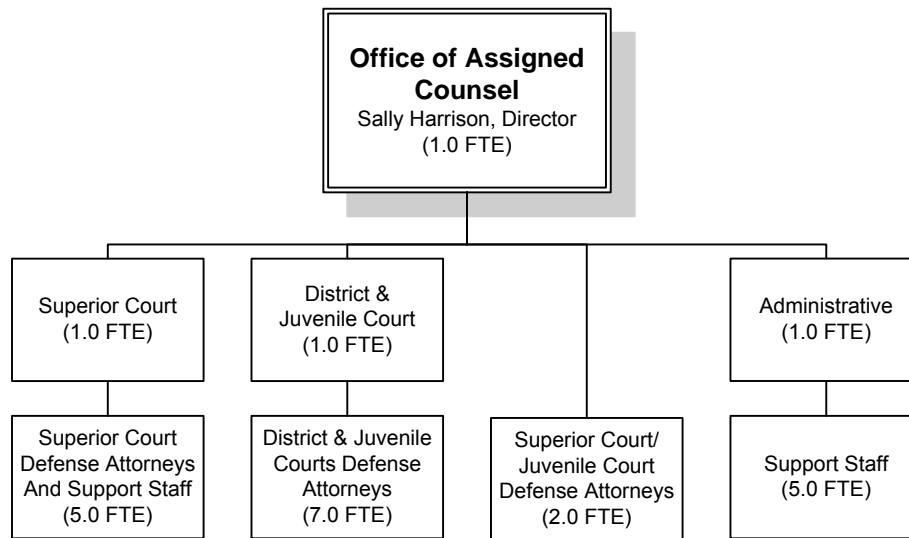 Office of Assigned
Counsel
Sally Harrison, Director
(1.0 FTE)
Superior Court
(1.0 FTE)
District &
Juvenile Court
(1.0 FTE)
Administrative
(1.0 FTE)
Superior Court
Defense Attorneys
And Support Staff
(5.0 FTE)
District & Juvenile
Courts Defense
Attorneys
(7.0 FTE)
Superior Court/
Juvenile Court
Defense Attorneys
(2.0 FTE)
Support Staff
(5.0 FTE)